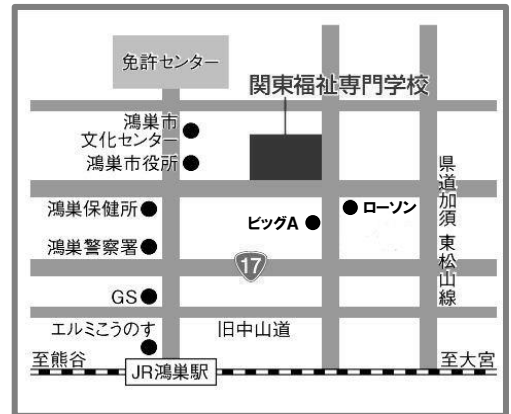 免許センター
関東福祉専門学校
鴻巣市
文化センター
鴻巣市役所
県道加須 東松山線
鴻巣保健所
ローソン
ビッグA
鴻巣警察署
17
GS
エルミこうのす
旧中山道
至熊谷
至大宮
JR鴻巣駅